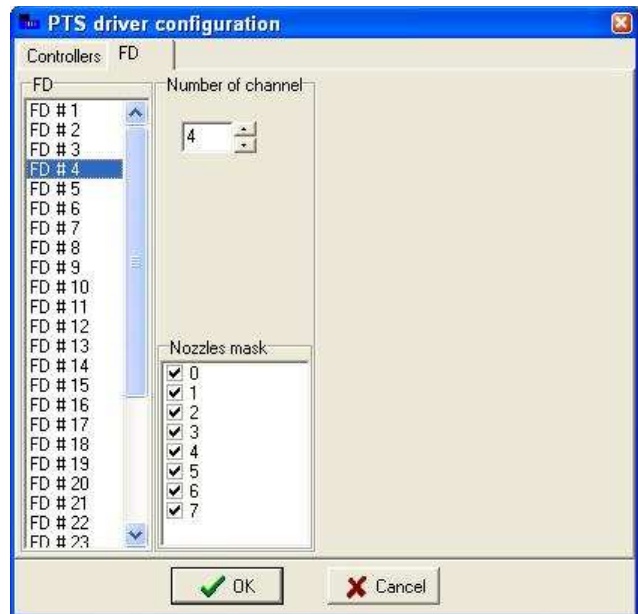 PTS driver configuration
Controllers FD
FD
FD # 1
FD # 2
FD # 3
FD # 4
FD # 5
FD # 6
FD # 7
FD # 8
FD # 9
FD # 10
FD # 11
FD # 12
FD # 13
FD # 14
FD # 15
FD # 16
FD # 17
FD # 18
FD # 19
FD # 20
FD # 21
FD # 22
FD # 23
Number of channel
4
Nozzles mask
0
1
2
3
4
5
6
7
OK Cancel